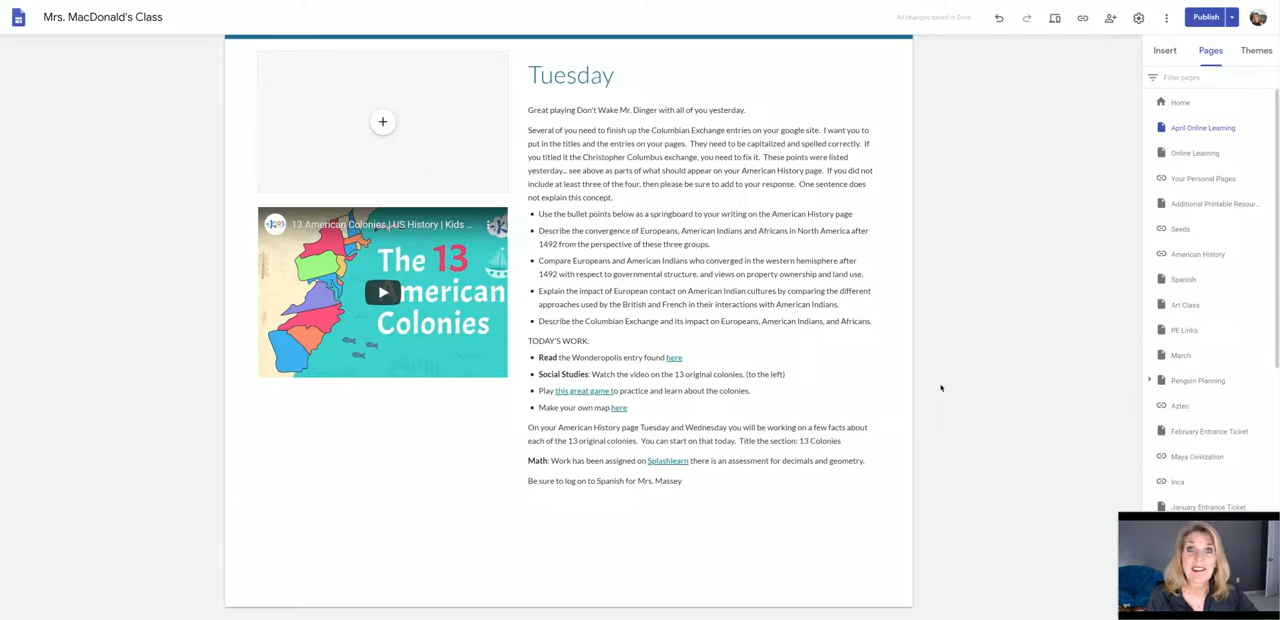 Mrs. MacDonald's Class
All changes saved in Drive
Publish
Insert
Pages
Themes
Filter pages
Home
April Online Learning
Online Learning
Your Personal Pages
Additional Printable Resour...
Seeds
American History
Spanish
Art Class
PE Links
March
Penguin Planning
Aztec
February Entrance Ticket
Maya Civilization
Inca
January Entrance Ticket
13 American Colonies | US History | Kids ...
The 13
American
Colonies
Tuesday
Great playing Don't Wake Mr. Dinger with all of you yesterday.
Several of you need to finish up the Columbian Exchange entries on your google site. I want you to
put in the titles and the entries on your pages. They need to be capitalized and spelled correctly. If
you titled it the Christopher Columbus exchange, you need to fix it. These points were listed
yesterday... see above as parts of what should appear on your American History page. If you did not
include at least three of the four, then please be sure to add to your response. One sentence does
not explain this concept.
Use the bullet points below as a springboard to your writing on the American History page
Describe the convergence of Europeans, American Indians and Africans in North America after
1492 from the perspective of these three groups.
Compare Europeans and American Indians who converged in the western hemisphere after
1492 with respect to governmental structure, and views on property ownership and land use.
Explain the impact of European contact on American Indian cultures by comparing the different
approaches used by the British and French in their interactions with American Indians.
Describe the Columbian Exchange and its impact on Europeans, American Indians, and Africans.
TODAY'S WORK:
Read the Wonderopolis entry found here
Social Studies: Watch the video on the 13 original colonies. (to the left)
Play this great game to practice and learn about the colonies.
Make your own map here
On your American History page Tuesday and Wednesday you will be working on a few facts about
each of the 13 original colonies. You can start on that today. Title the section: 13 Colonies
Math: Work has been assigned on Splashlearn there is an assessment for decimals and geometry.
Be sure to log on to Spanish for Mrs. Massey